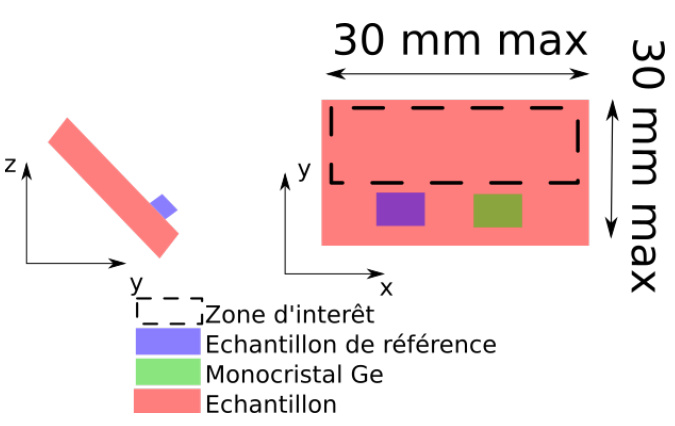 30 mm max
30 mm max
z
y
y
x
Zone d'interêt
Echantillon de référence
Monocristal Ge
Echantillon